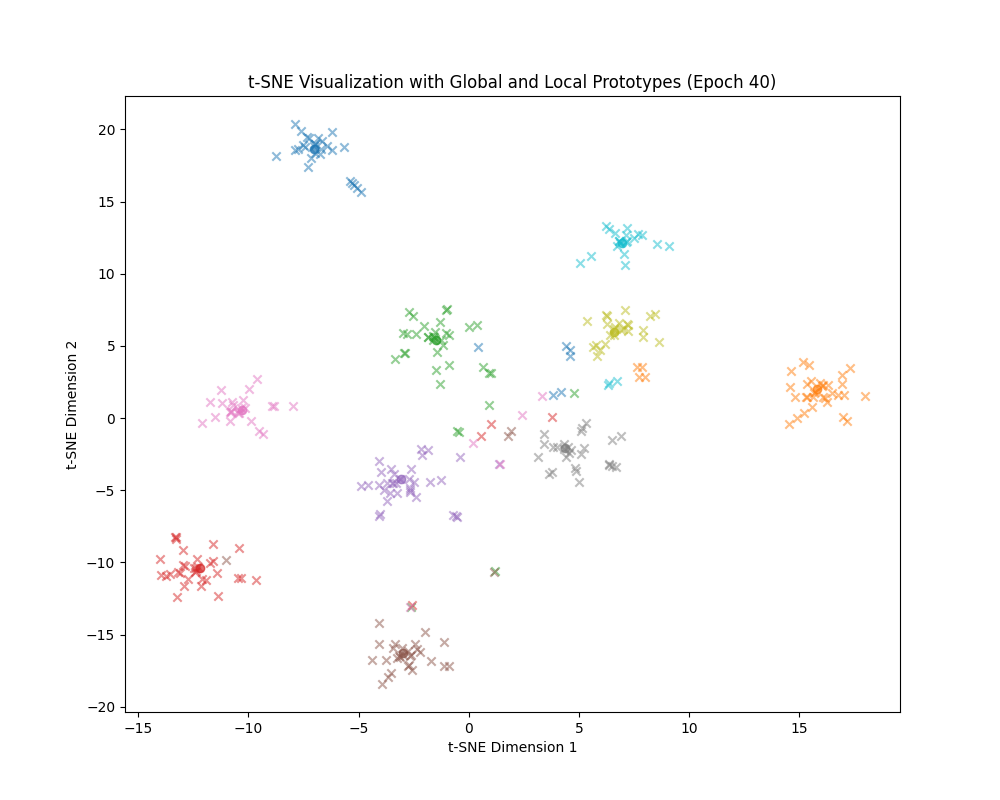 t-SNE Visualization with Global and Local Prototypes (Epoch 40)
20
15
10
5
0
−5
−10
−15
−20
t-SNE Dimension 2
−15 −10 −5 0 5 10 15
t-SNE Dimension 1